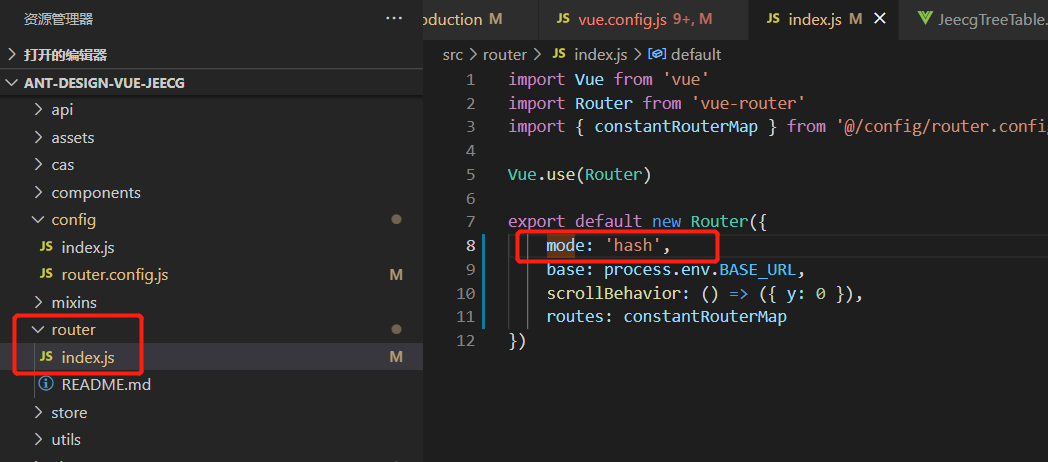 资源管理器 ···
打开的编辑器
ANT-DESIGN-VUE-JEECG
api
assets
cas
components
config
JS index.js
JS router.config.js M
mixins
router
JS index.js M
README.md
store
utils
oduction M
JS vue.config.js 9+, M
JS index.js M
JeecgTreeTable.
src > router > JS index.js > default
1 import Vue from 'vue'
2 import Router from 'vue-router'
3 import { constantRouterMap } from '@/config/router.config
4
5 Vue.use(Router)
6
7 export default new Router({
8 mode: 'hash',
9 base: process.env.BASE_URL,
10 scrollBehavior: () => ({ y: 0 }),
11 routes: constantRouterMap
12 })